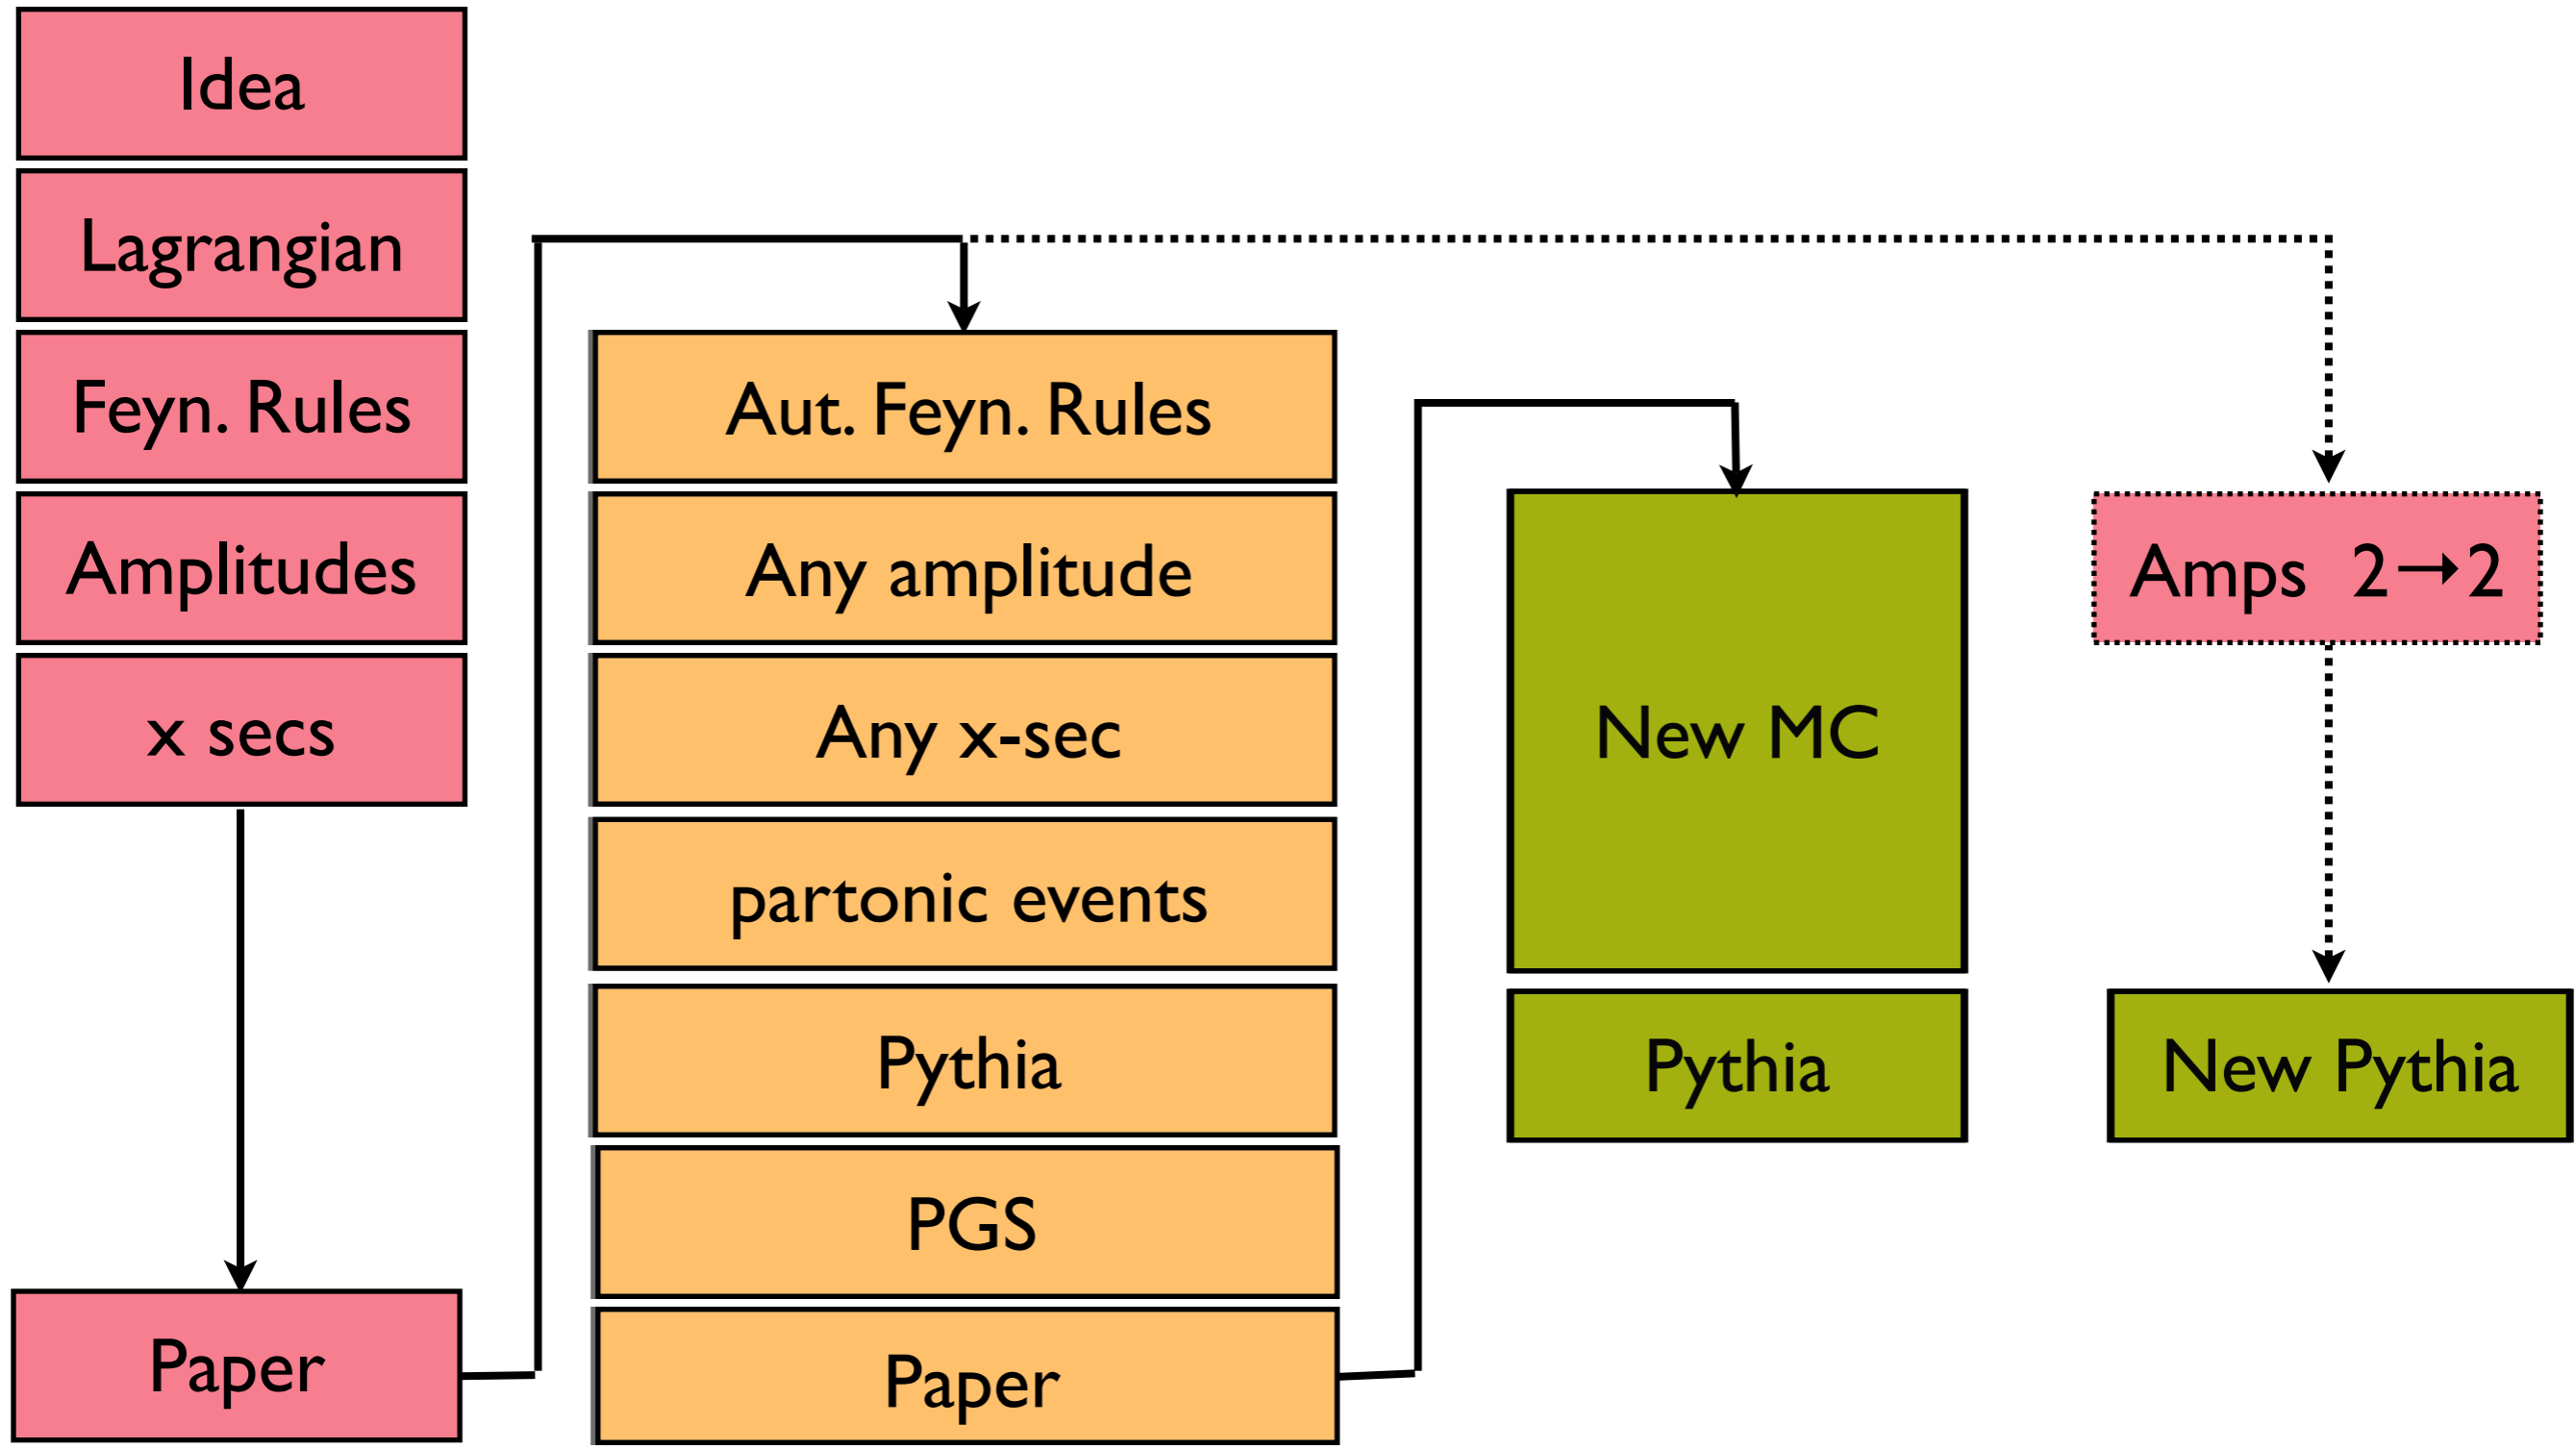 Idea
Lagrangian
Feyn. Rules
Amplitudes
x secs
Paper
Aut. Feyn. Rules
Any amplitude
Any x-sec
partonic events
Pythia
PGS
Paper
New MC
Pythia
Amps 2→2
New Pythia